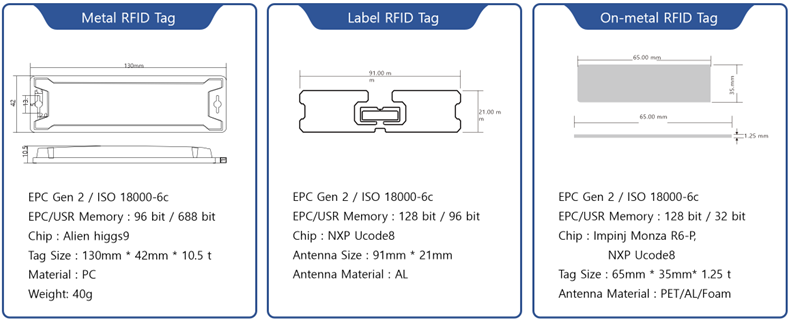 Metal RFID Tag
130mm
42
13
10.5
EPC Gen 2 / ISO 18000-6c
EPC/USR Memory : 96 bit / 688 bit
Chip : Alien higgs9
Tag Size : 130mm * 42mm * 10.5 t
Material : PC
Weight: 40g
Label RFID Tag
91.00 m
m
21.00 m
m
EPC Gen 2 / ISO 18000-6c
EPC/USR Memory : 128 bit / 96 bit
Chip : NXP Ucode8
Antenna Size : 91mm * 21mm
Antenna Material : AL
On-metal RFID Tag
65.00 mm
35.mm
65.00 mm
1.25 mm
EPC Gen 2 / ISO 18000-6c
EPC/USR Memory : 128 bit / 32 bit
Chip : Impinj Monza R6-P,
NXP Ucode8
Tag Size : 65mm * 35mm* 1.25 t
Antenna Material : PET/AL/Foam